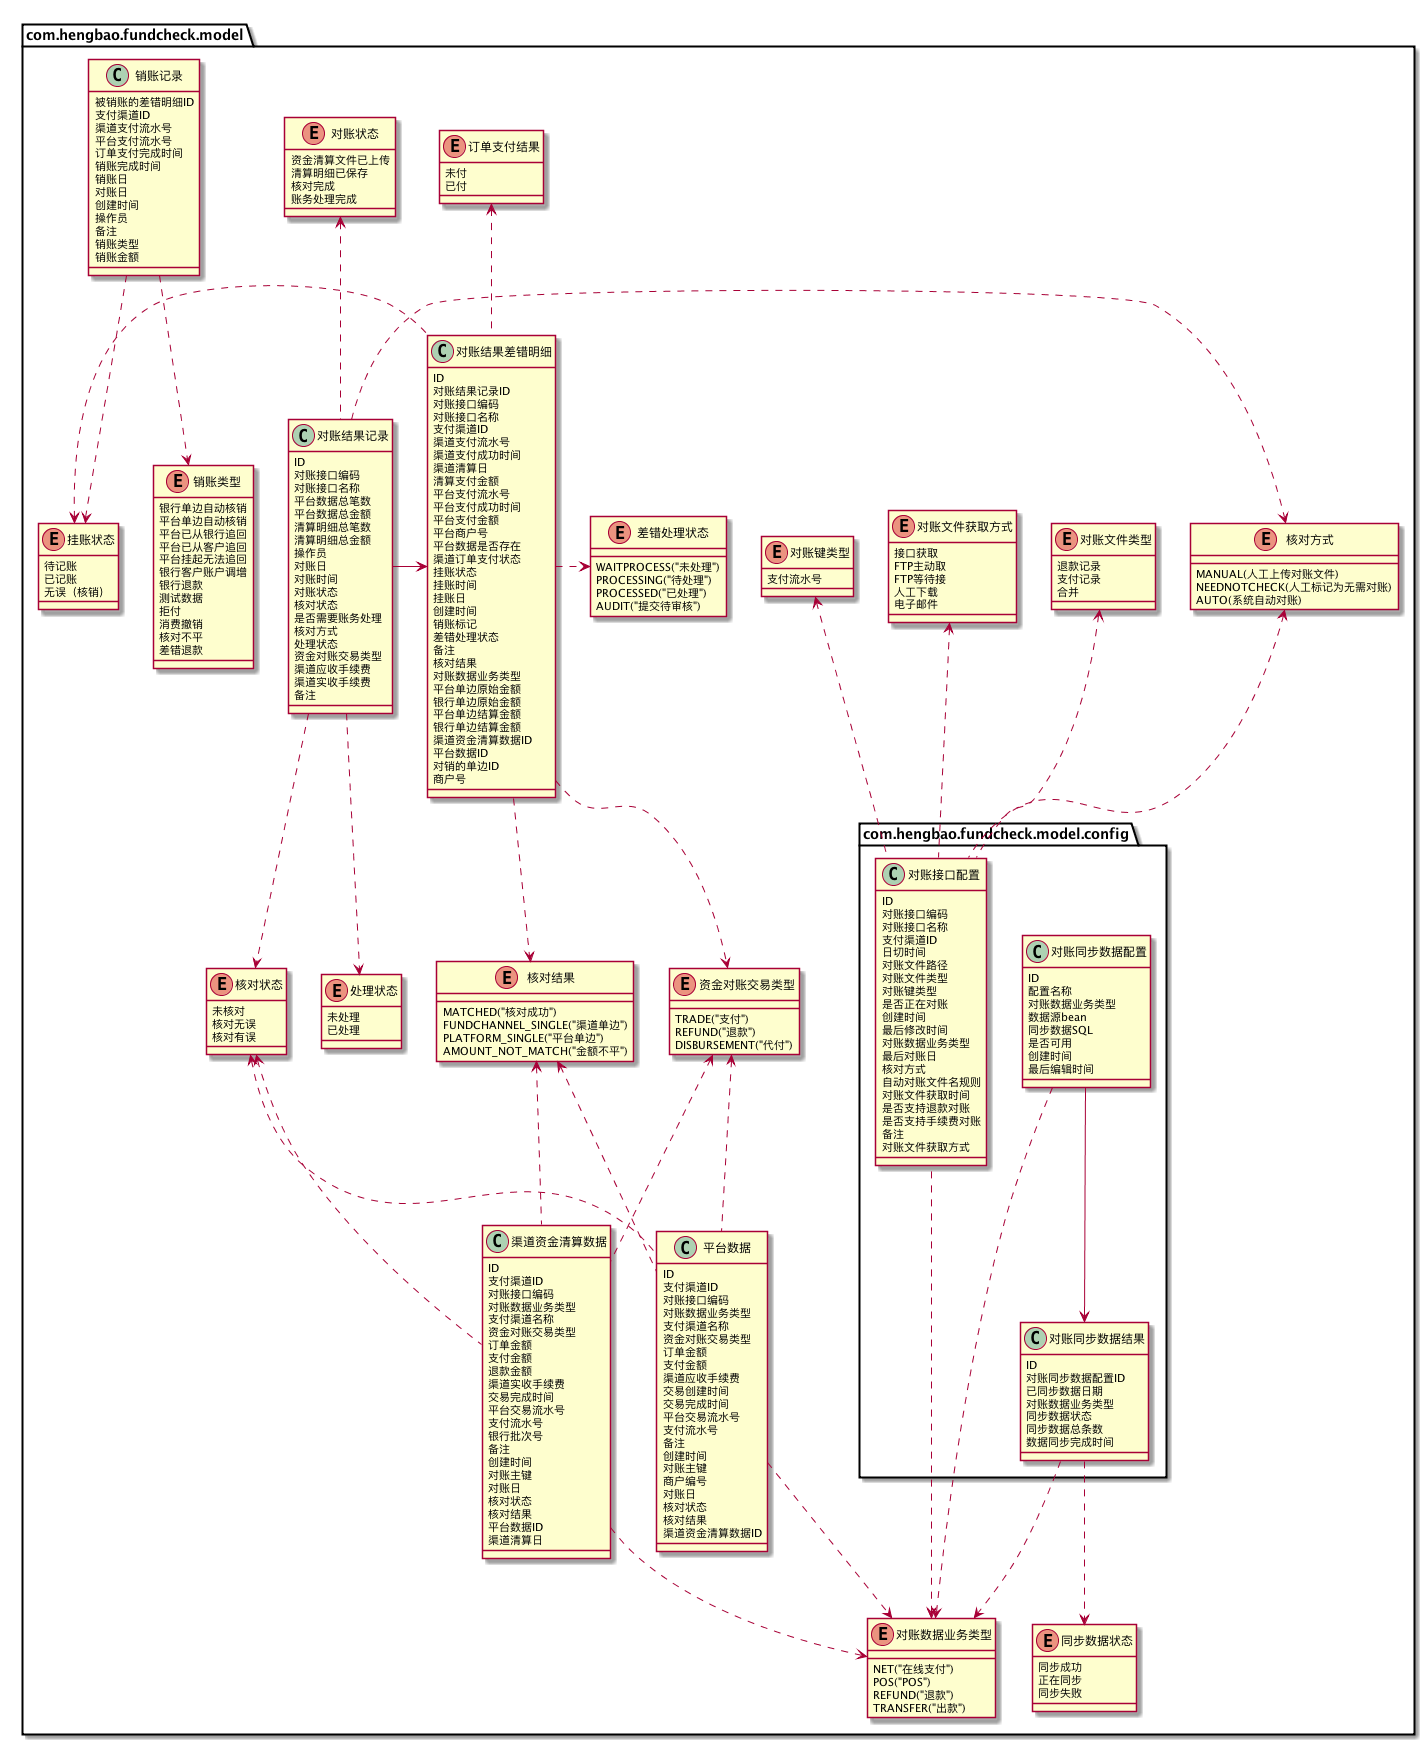 com.hengbao.fundcheck.model
C 销账记录
被销账的差错明细ID
支付渠道ID
渠道支付流水号
平台支付流水号
订单支付完成时间
销账完成时间
销账日
对账日
创建时间
操作员
备注
销账类型
销账金额
E 对账状态
资金清算文件已上传
清算明细已保存
核对完成
账务处理完成
E 订单支付结果
未付
已付
C 对账结果差错明细
ID
对账结果记录ID
对账接口编码
对账接口名称
支付渠道ID
渠道支付流水号
渠道支付成功时间
渠道清算日
清算支付金额
平台支付流水号
平台支付成功时间
平台支付金额
平台商户号
平台数据是否存在
渠道订单支付状态
挂账状态
挂账时间
挂账日
创建时间
销账标记
差错处理状态
备注
核对结果
对账数据业务类型
平台单边原始金额
银行单边原始金额
平台单边结算金额
银行单边结算金额
渠道资金清算数据ID
平台数据ID
对销的单边ID
商户号
C 对账结果记录
ID
对账接口编码
对账接口名称
平台数据总笔数
平台数据总金额
清算明细总笔数
清算明细总金额
操作员
对账日
对账时间
对账状态
核对状态
是否需要账务处理
核对方式
处理状态
资金对账交易类型
渠道应收手续费
渠道实收手续费
备注
E 销账类型
银行单边自动核销
平台单边自动核销
平台已从银行追回
平台已从客户追回
平台挂起无法追回
银行客户账户调增
银行退款
测试数据
拒付
消费撤销
核对不平
差错退款
E 挂账状态
待记账
已记账
无误（核销）
E 差错处理状态
WAITPROCESS("未处理")
PROCESSING("待处理")
PROCESSED("已处理")
AUDIT("提交待审核")
E 对账键类型
支付流水号
E 对账文件获取方式
接口获取
FTP主动取
FTP等待接
人工下载
电子邮件
E 对账文件类型
退款记录
支付记录
合并
E 核对方式
MANUAL(人工上传对账文件)
NEEDNOTCHECK(人工标记为无需对账)
AUTO(系统自动对账)
com.hengbao.fundcheck.model.config
C 对账接口配置
ID
对账接口编码
对账接口名称
支付渠道ID
日切时间
对账文件路径
对账文件类型
对账键类型
是否正在对账
创建时间
最后修改时间
对账数据业务类型
最后对账日
核对方式
自动对账文件名规则
对账文件获取时间
是否支持退款对账
是否支持手续费对账
备注
对账文件获取方式
C 对账同步数据配置
ID
配置名称
对账数据业务类型
数据源bean
同步数据SQL
是否可用
创建时间
最后编辑时间
E 核对状态
未核对
核对无误
核对有误
E 处理状态
未处理
已处理
E 核对结果
MATCHED("核对成功")
FUNDCHANNEL_SINGLE("渠道单边")
PLATFORM_SINGLE("平台单边")
AMOUNT_NOT_MATCH("金额不平")
E 资金对账交易类型
TRADE("支付")
REFUND("退款")
DISBURSEMENT("代付")
C 渠道资金清算数据
ID
支付渠道ID
对账接口编码
对账数据业务类型
支付渠道名称
资金对账交易类型
订单金额
支付金额
退款金额
渠道实收手续费
交易完成时间
平台交易流水号
支付流水号
银行批次号
备注
创建时间
对账主键
对账日
核对状态
核对结果
平台数据ID
渠道清算日
C 平台数据
ID
支付渠道ID
对账接口编码
对账数据业务类型
支付渠道名称
资金对账交易类型
订单金额
支付金额
渠道应收手续费
交易创建时间
交易完成时间
平台交易流水号
支付流水号
备注
创建时间
对账主键
商户编号
对账日
核对状态
核对结果
渠道资金清算数据ID
C 对账同步数据结果
ID
对账同步数据配置ID
已同步数据日期
对账数据业务类型
同步数据状态
同步数据总条数
数据同步完成时间
E 对账数据业务类型
NET("在线支付")
POS("POS")
REFUND("退款")
TRANSFER("出款")
E 同步数据状态
同步成功
正在同步
同步失败